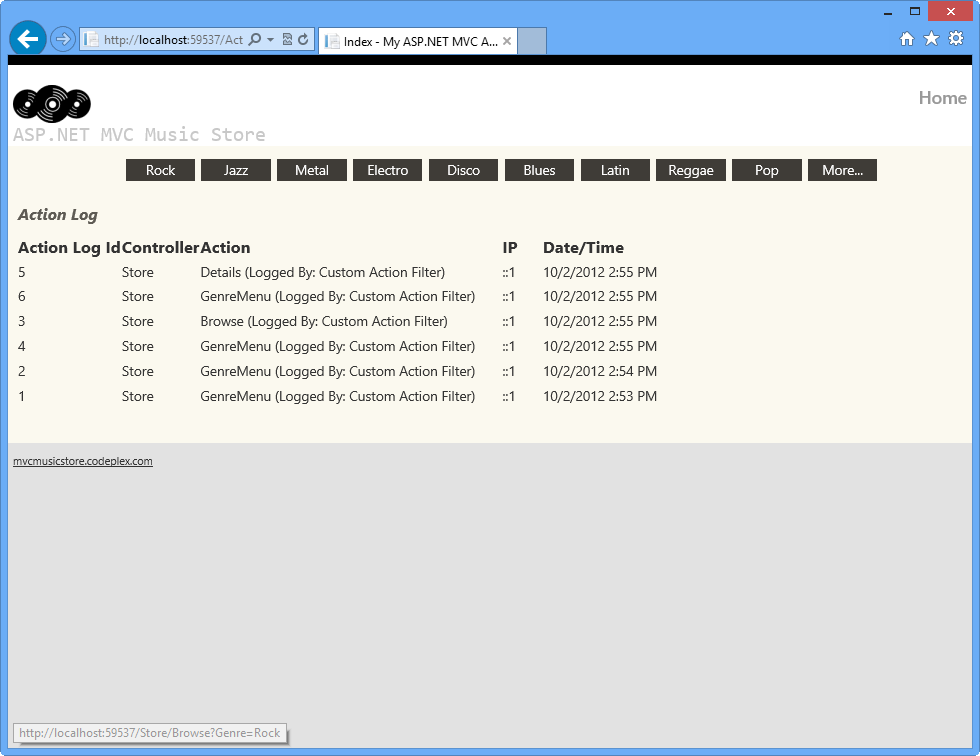 http://localhost:59537/Act
Index - My ASP.NET MVC A...
Home
ASP.NET MVC Music Store
Rock Jazz Metal Electro Disco Blues Latin Reggae Pop More...
Action Log
Action Log Id Controller Action IP Date/Time
5 Store Details (Logged By: Custom Action Filter) ::1 10/2/2012 2:55 PM
6 Store GenreMenu (Logged By: Custom Action Filter) ::1 10/2/2012 2:55 PM
3 Store Browse (Logged By: Custom Action Filter) ::1 10/2/2012 2:55 PM
4 Store GenreMenu (Logged By: Custom Action Filter) ::1 10/2/2012 2:55 PM
2 Store GenreMenu (Logged By: Custom Action Filter) ::1 10/2/2012 2:54 PM
1 Store GenreMenu (Logged By: Custom Action Filter) ::1 10/2/2012 2:53 PM
mvcmusicstore.codeplex.com
http://localhost:59537/Store/Browse?Genre=Rock